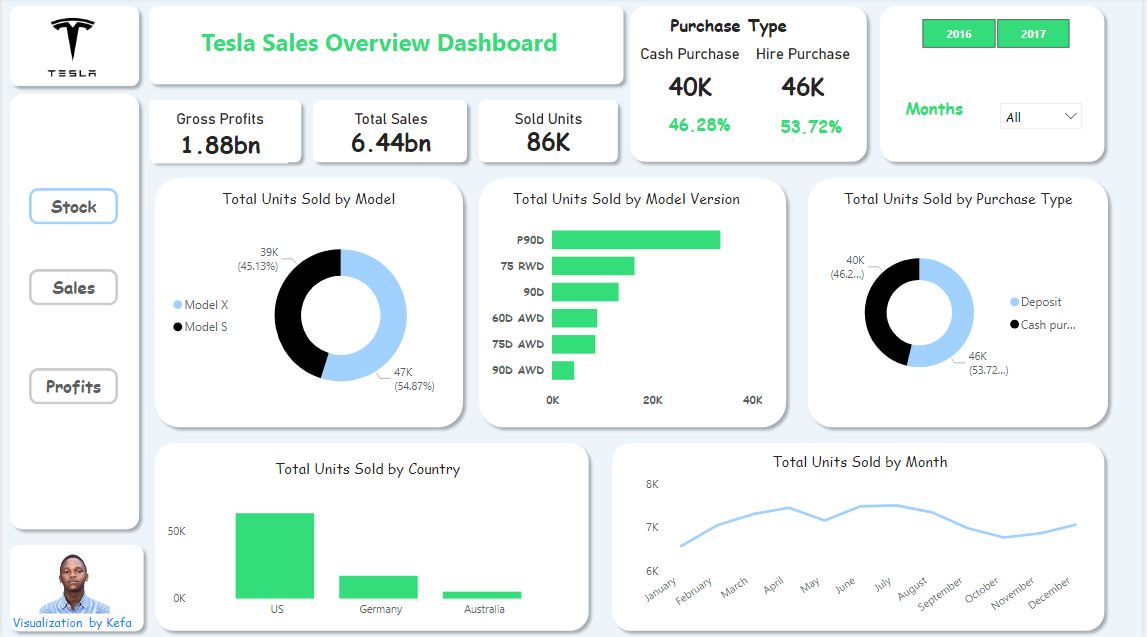 TESLA
Tesla Sales Overview Dashboard
Purchase Type
Cash Purchase
Hire Purchase
40K
46K
46.28%
53.72%
2016
2017
Months
All
Gross Profits
1.88bn
Total Sales
6.44bn
Sold Units
86K
Stock
Sales
Profits
Total Units Sold by Model
39K
(45.13%)
Model X
Model S
47K
(54.87%)
Total Units Sold by Model Version
P90D
75 RWD
90D
60D AWD
75D AWD
90D AWD
0K
20K
40K
Total Units Sold by Purchase Type
40K
(46.2...)
Deposit
Cash pur...
46K
(53.72...)
Total Units Sold by Country
50K
0K
US
Germany
Australia
Total Units Sold by Month
8K
7K
6K
January
February
March
April
May
June
July
August
September
October
November
December
Visualization by Kefa